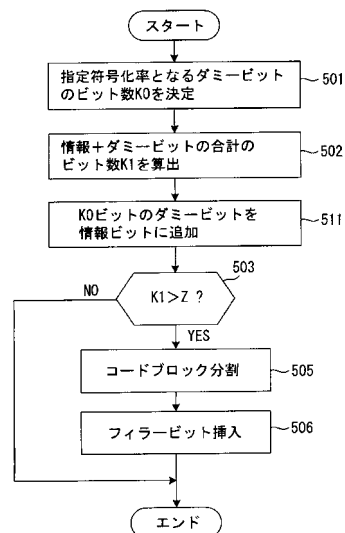 スタート
指定符号化率となるダミービット
のビット数K0を決定
501
情報＋ダミービットの合計の
ビット数K1を算出
502
K0ビットのダミービットを
情報ビットに追加
511
503
K1>Z ?
NO
YES
コードブロック分割
505
フィラービット挿入
506
エンド